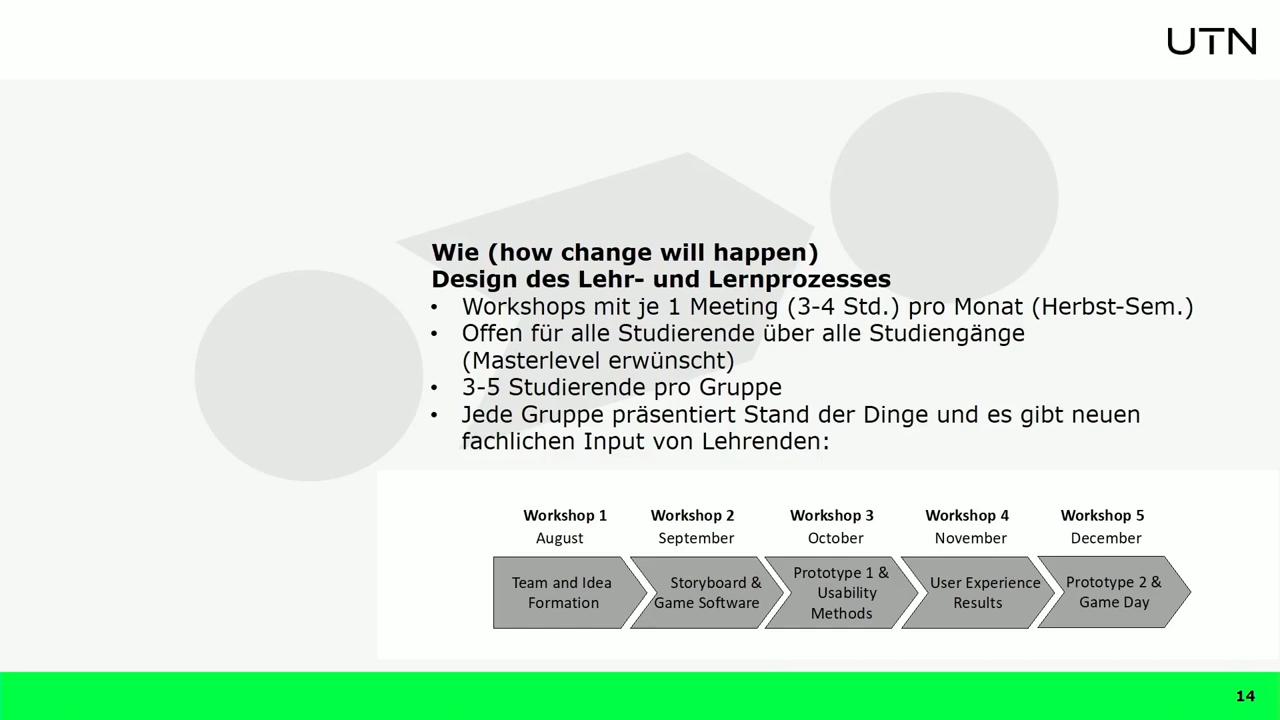 UTN
Wie (how change will happen)
Design des Lehr- und Lernprozesses
• Workshops mit je 1 Meeting (3-4 Std.) pro Monat (Herbst-Sem.)
• Offen für alle Studierende über alle Studiengänge
(Masterlevel erwünscht)
• 3-5 Studierende pro Gruppe
• Jede Gruppe präsentiert Stand der Dinge und es gibt neuen
fachlichen Input von Lehrenden:
Workshop 1
August
Team and Idea
Formation
Workshop 2
September
Storyboard &
Game Software
Workshop 3
October
Prototype 1 &
Usability
Methods
Workshop 4
November
User Experience
Results
Workshop 5
December
Prototype 2 &
Game Day
14